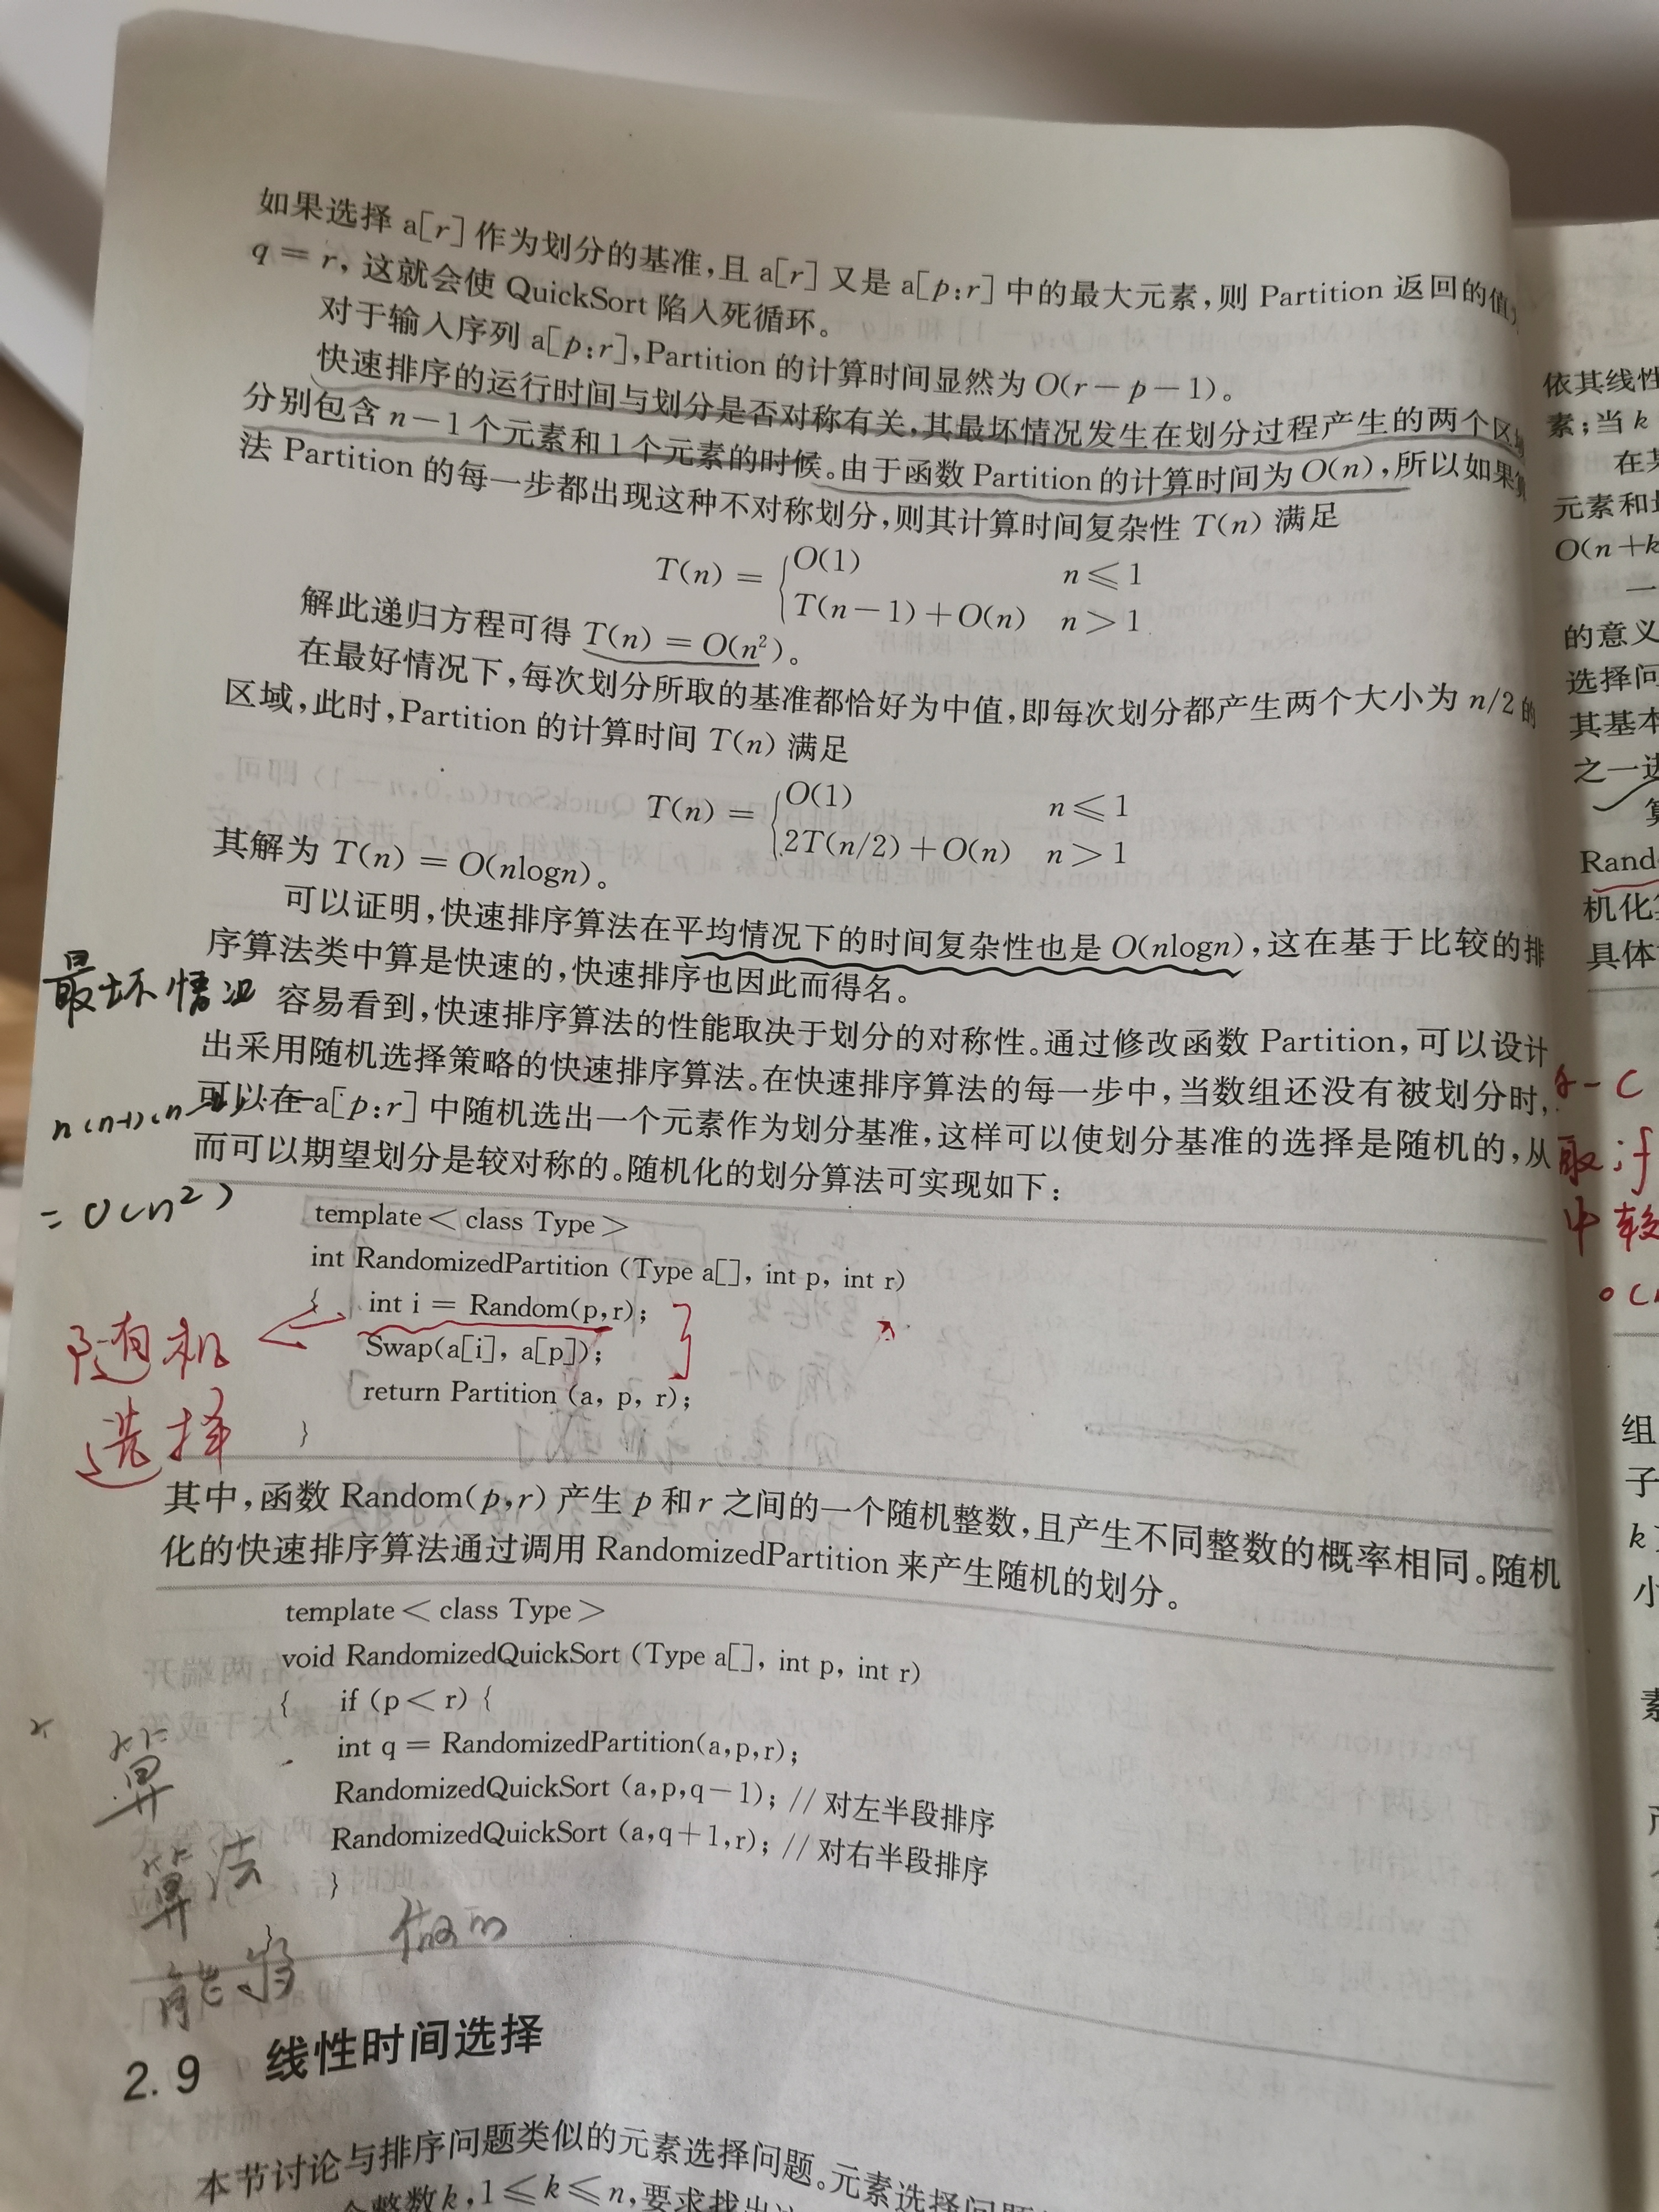 如果选择 a[r] 作为划分的基准,且 a[r] 又是 a[p:r] 中的最大元素,则 Partition 返回的值
q = r, 这就会使 QuickSort 陷入死循环。
对于输入序列 a[p:r],Partition 的计算时间显然为 O(r-p-1)。
快速排序的运行时间与划分是否对称有关,其最坏情况发生在划分过程产生的两个区域
分别包含 n-1 个元素和 1 个元素的时候。由于函数 Partition 的计算时间为 O(n),所以如果算
法 Partition 的每一步都出现这种不对称划分,则其计算时间复杂性 T(n) 满足
T(n) = { O(1) n ≤ 1
T(n-1)+O(n) n > 1
解此递归方程可得 T(n) = O(n²)。
在最好情况下,每次划分所取的基准都恰好为中值,即每次划分都产生两个大小为 n/2 的
区域,此时,Partition 的计算时间 T(n) 满足
T(n) = { O(1) n ≤ 1
2T(n/2)+O(n) n > 1
其解为 T(n) = O(nlogn)。
可以证明,快速排序算法在平均情况下的时间复杂性也是 O(nlogn),这在基于比较的排
序算法类中算是快速的,快速排序也因此而得名。
最坏情况
容易看到,快速排序算法的性能取决于划分的对称性。通过修改函数 Partition,可以设计
出采用随机选择策略的快速排序算法。在快速排序算法的每一步中,当数组还没有被划分时,
可以在 a[p:r] 中随机选出一个元素作为划分基准,这样可以使划分基准的选择是随机的,从
而可以期望划分是较对称的。随机化的划分算法可实现如下:
= O(n²)
template<class Type>
int RandomizedPartition (Type a[], int p, int r)
{ int i = Random(p,r);
Swap(a[i], a[p]);
return Partition (a, p, r);
}
随机
选择
其中,函数 Random(p,r) 产生 p 和 r 之间的一个随机整数,且产生不同整数的概率相同。随机
化的快速排序算法通过调用 RandomizedPartition 来产生随机的划分。
template<class Type>
void RandomizedQuickSort (Type a[], int p, int r)
{ if (p<r) {
int q = RandomizedPartition(a,p,r);
RandomizedQuickSort (a,p,q-1); // 对左半段排序
RandomizedQuickSort (a,q+1,r); // 对右半段排序
}
}
算
算法
能够
做的
2.9 线性时间选择
本节讨论与排序问题类似的元素选择问题。元素选择问题
个整数 k,1≤k≤n,要求找出
依其线性
素;当 k
在某
元素和
O(n+k
一
的意义
选择问
其基本
之一
算
Rand
机化
具体
取 if
中较
组
子
k
小
素